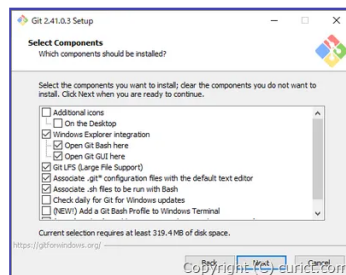 Git 2.41.0.3 Setup
Select Components
Which components should be installed?
Select the components you want to install; clear the components you do not want to
install. Click Next when you are ready to continue.
Additional icons
On the Desktop
Windows Explorer integration
Open Git Bash here
Open Git GUI here
Git LFS (Large File Support)
Associate .git* configuration files with the default text editor
Associate .sh files to be run with Bash
Check daily for Git for Windows updates
(NEW!) Add a Git Bash Profile to Windows Terminal
Current selection requires at least 319.4 MB of disk space.
https://gitforwindows.org/
Back Next Cancel
Copyright (C) curict.com